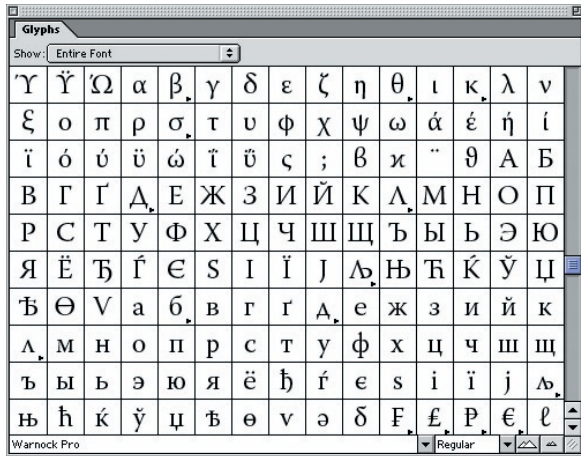 Glyphs
Show: Entire Font
Ύ Ϋ Ώ α β γ δ ε ζ η θ ι κ λ ν
ξ ο π ρ σ τ υ φ χ ψ ω ά έ ή ί
ϊ ό ύ ϋ ώ ΐ ΰ ς ; ϐ ϰ ¨ ϑ А Б
В Г Ґ Д Е Ж З И Й К Л М Н О П
Р С Т У Ф Х Ц Ч Ш Щ Ъ Ы Ь Э Ю
Я Ё Ђ Ѓ Є Ѕ І Ї Ј Љ Њ Ћ Ќ Ў Џ
Ѣ Ѳ Ѵ а б в г ґ д е ж з и й к
л м н о п р с т у ф х ц ч ш щ
ъ ы ь э ю я ё ђ ѓ є ѕ і ї ј љ
њ ћ ќ ў џ ѣ ѳ ѵ ə δ ₣ £ ₱ € ℓ
Warnock Pro Regular